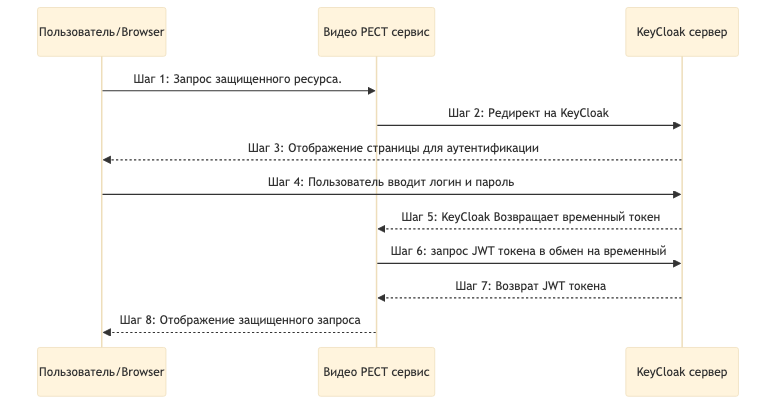 Пользователь/Browser
Видео РЕСТ сервис
KeyCloak сервер
Шаг 1: Запрос защищенного ресурса.
Шаг 2: Редирект на KeyCloak
Шаг 3: Отображение страницы для аутентификации
Шаг 4: Пользователь вводит логин и пароль
Шаг 5: KeyCloak Возвращает временный токен
Шаг 6: запрос JWT токена в обмен на временный
Шаг 7: Возврат JWT токена
Шаг 8: Отображение защищенного запроса
Пользователь/Browser
Видео РЕСТ сервис
KeyCloak сервер